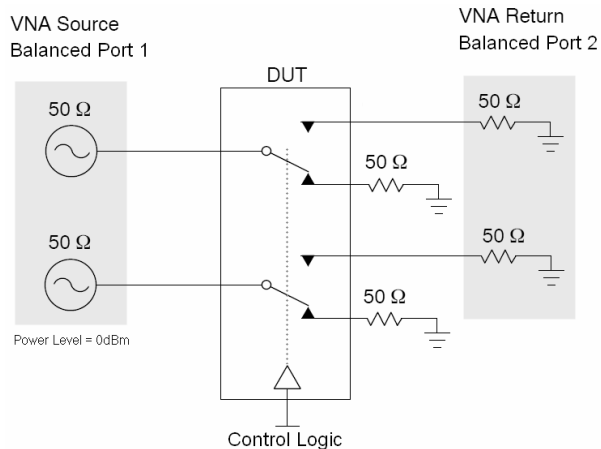 VNA Source
Balanced Port 1
VNA Return
Balanced Port 2
DUT
50 Ω
50 Ω
50 Ω
50 Ω
50 Ω
50 Ω
Power Level = 0dBm
Control Logic